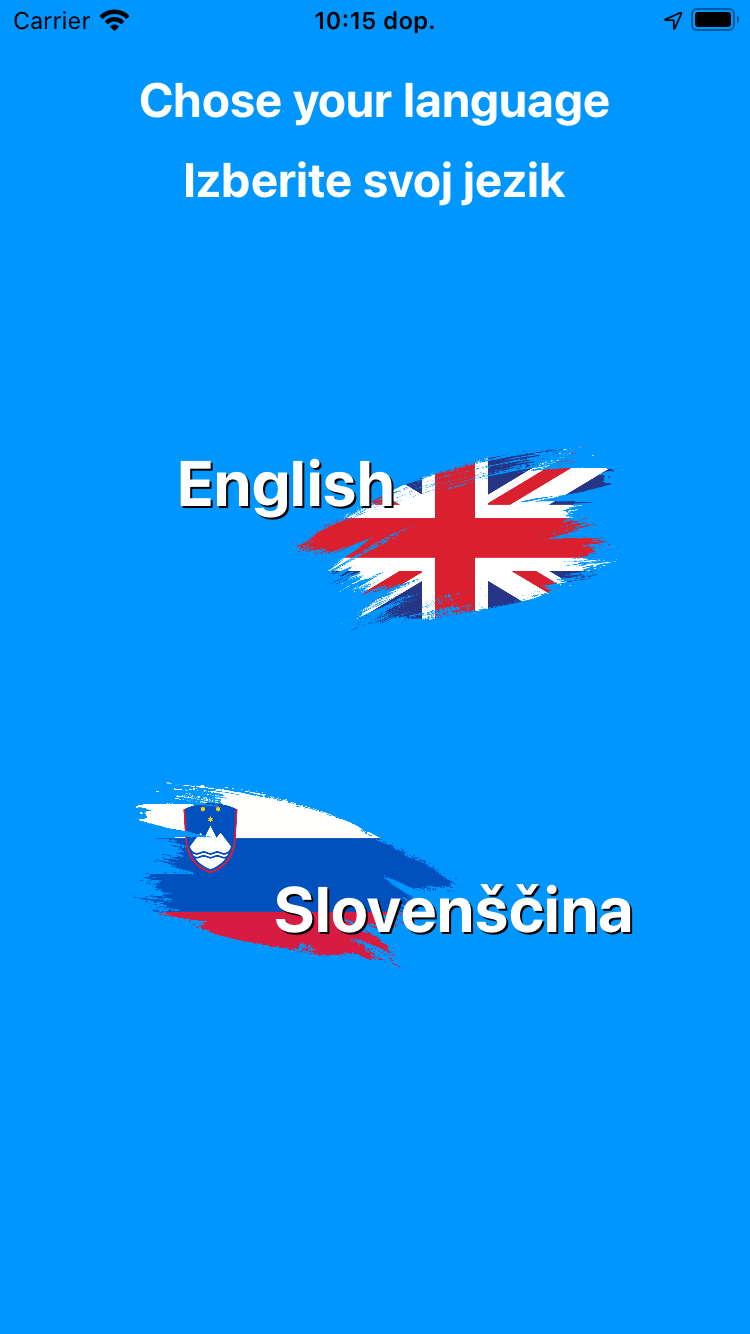 Carrier 10:15 dop.
Chose your language
Izberite svoj jezik
English
Slovenščina